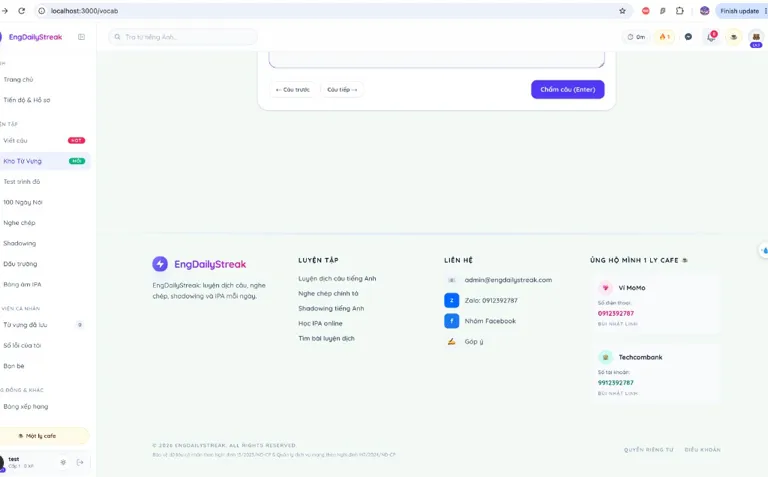 localhost:3000/vocab
Finish update
EngDailyStreak
Tra từ tiếng Anh...
0m
1
Trang chủ
Tiến độ & Hồ sơ
Viết câu HOT
Kho Từ Vựng MỚI
Test trình độ
100 Ngày Nói
Nghe chép
Shadowing
Đấu trường
Bảng âm IPA
VIỆN CÁ NHÂN
Từ vựng đã lưu 0
Sổ lỗi của tôi
Bạn bè
Bảng xếp hạng
Một ly cafe
test
← Câu trước
Câu tiếp →
Chấm câu (Enter)
EngDailyStreak
EngDailyStreak: luyện dịch câu, nghe
chép, shadowing và IPA mỗi ngày.
LUYỆN TẬP
Luyện dịch câu tiếng Anh
Nghe chép chính tả
Shadowing tiếng Anh
Học IPA online
Tìm bài luyện dịch
LIÊN HỆ
admin@engdailystreak.com
Zalo: 0912392787
Nhóm Facebook
Góp ý
ỦNG HỘ MÌNH 1 LY CAFE
Ví MoMo
Số điện thoại:
0912392787
BÙI NHẬT LINH
Techcombank
Số tài khoản:
9912392787
BÙI NHẬT LINH
© 2026 ENGDAILYSTREAK. ALL RIGHTS RESERVED.
QUYỀN RIÊNG TƯ
ĐIỀU KHOẢN